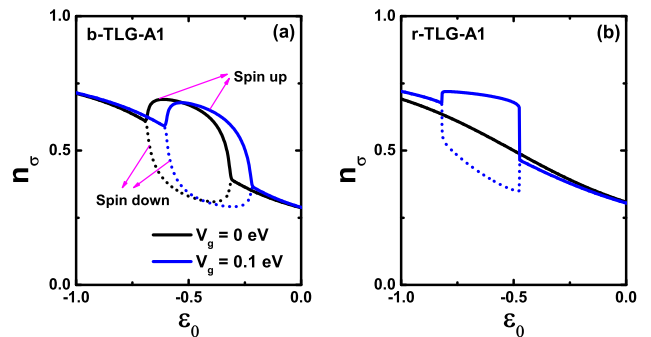 b-TLG-A1 (a)
Spin up
Spin down
V_g = 0 eV
V_g = 0.1 eV
n_σ
1.0
0.5
0.0
-1.0 -0.5 0.0
ε_0
r-TLG-A1 (b)
n_σ
1.0
0.5
0.0
-1.0 -0.5 0.0
ε_0